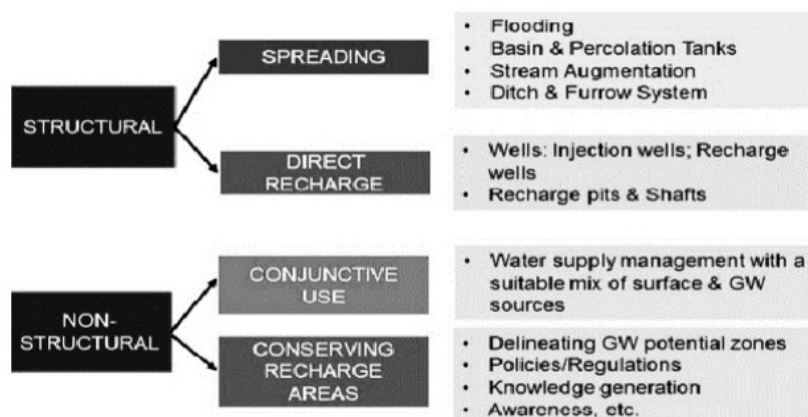 STRUCTURAL
SPREADING
• Flooding
• Basin & Percolation Tanks
• Stream Augmentation
• Ditch & Furrow System
DIRECT
RECHARGE
• Wells: Injection wells; Recharge
wells
• Recharge pits & Shafts
NON-
STRUCTURAL
CONJUNCTIVE
USE
• Water supply management with a
suitable mix of surface & GW
sources
CONSERVING
RECHARGE
AREAS
• Delineating GW potential zones
• Policies/Regulations
• Knowledge generation
• Awareness, etc.